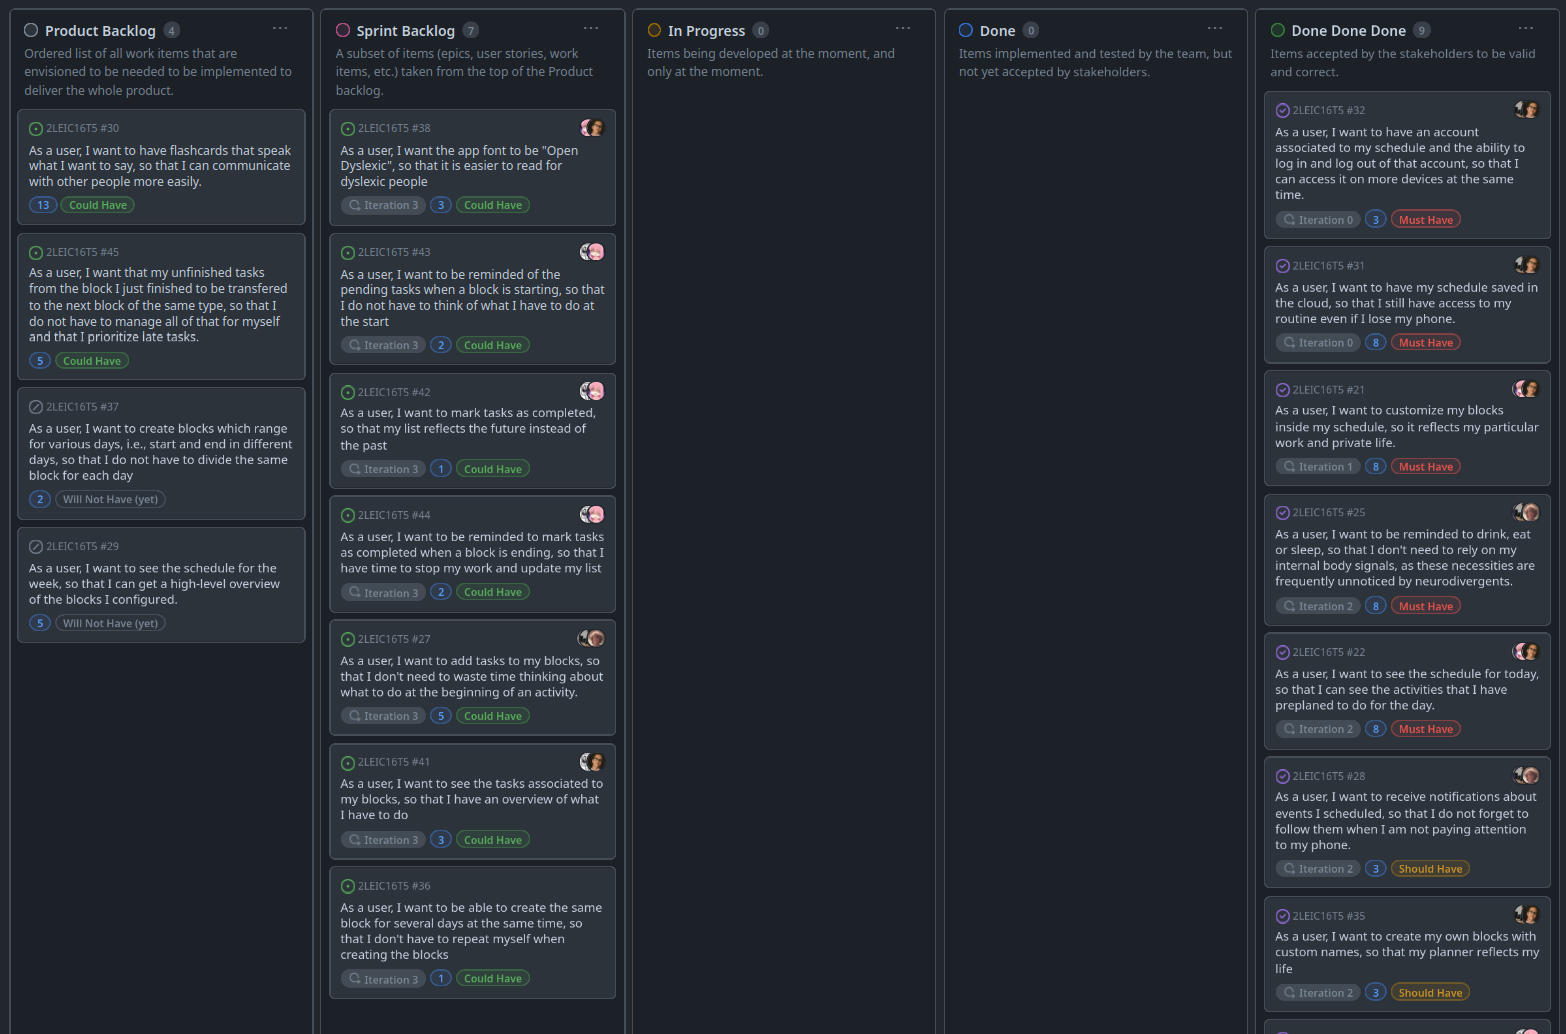 Product Backlog 4 ...
Ordered list of all work items that are
envisioned to be needed to be implemented to
deliver the whole product.
2LEIC16T5 #30
As a user, I want to have flashcards that speak
what I want to say, so that I can communicate
with other people more easily.
13 Could Have
2LEIC16T5 #45
As a user, I want that my unfinished tasks
from the block I just finished to be transfered
to the next block of the same type, so that I
do not have to manage all of that for myself
and that I prioritize late tasks.
5 Could Have
2LEIC16T5 #37
As a user, I want to create blocks which range
for various days, i.e., start and end in different
days, so that I do not have to divide the same
block for each day
2 Will Not Have (yet)
2LEIC16T5 #29
As a user, I want to see the schedule for the
week, so that I can get a high-level overview
of the blocks I configured.
5 Will Not Have (yet)
Sprint Backlog 7 ...
A subset of items (epics, user stories, work
items, etc.) taken from the top of the Product
backlog.
2LEIC16T5 #38
As a user, I want the app font to be "Open
Dyslexic", so that it is easier to read for
dyslexic people
Iteration 3 3 Could Have
2LEIC16T5 #43
As a user, I want to be reminded of the
pending tasks when a block is starting, so that
I do not have to think of what I have to do at
the start
Iteration 3 2 Could Have
2LEIC16T5 #42
As a user, I want to mark tasks as completed,
so that my list reflects the future instead of
the past
Iteration 3 1 Could Have
2LEIC16T5 #44
As a user, I want to be reminded to mark tasks
as completed when a block is ending, so that I
have time to stop my work and update my list
Iteration 3 2 Could Have
2LEIC16T5 #27
As a user, I want to add tasks to my blocks, so
that I don't need to waste time thinking about
what to do at the beginning of an activity.
Iteration 3 5 Could Have
2LEIC16T5 #41
As a user, I want to see the tasks associated to
my blocks, so that I have an overview of what
I have to do
Iteration 3 3 Could Have
2LEIC16T5 #36
As a user, I want to be able to create the same
block for several days at the same time, so
that I don't have to repeat myself when
creating the blocks
Iteration 3 1 Could Have
In Progress 0 ...
Items being developed at the moment, and
only at the moment.
Done 0 ...
Items implemented and tested by the team, but
not yet accepted by stakeholders.
Done Done Done 9 ...
Items accepted by the stakeholders to be valid
and correct.
2LEIC16T5 #32
As a user, I want to have an account
associated to my schedule and the ability to
log in and log out of that account, so that I
can access it on more devices at the same
time.
Iteration 0 3 Must Have
2LEIC16T5 #31
As a user, I want to have my schedule saved in
the cloud, so that I still have access to my
routine even if I lose my phone.
Iteration 0 8 Must Have
2LEIC16T5 #21
As a user, I want to customize my blocks
inside my schedule, so it reflects my particular
work and private life.
Iteration 1 8 Must Have
2LEIC16T5 #25
As a user, I want to be reminded to drink, eat
or sleep, so that I don't need to rely on my
internal body signals, as these necessities are
frequently unnoticed by neurodivergents.
Iteration 2 8 Must Have
2LEIC16T5 #22
As a user, I want to see the schedule for today,
so that I can see the activities that I have
preplaned to do for the day.
Iteration 2 8 Must Have
2LEIC16T5 #28
As a user, I want to receive notifications about
events I scheduled, so that I do not forget to
follow them when I am not paying attention
to my phone.
Iteration 2 3 Should Have
2LEIC16T5 #35
As a user, I want to create my own blocks with
custom names, so that my planner reflects my
life
Iteration 2 3 Should Have